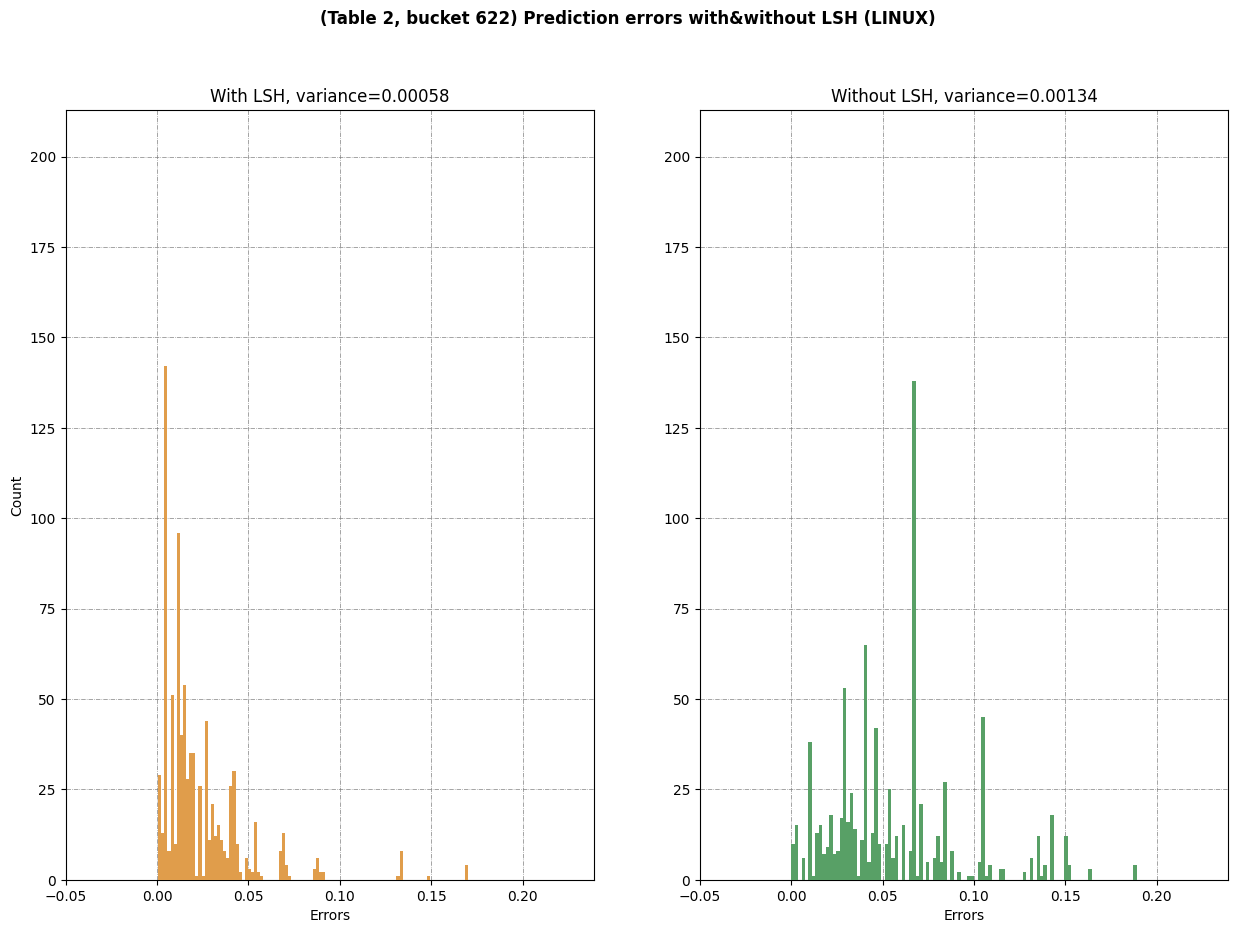 (Table 2, bucket 622) Prediction errors with&without LSH (LINUX)
With LSH, variance=0.00058
200
175
150
125
100
75
50
25
0
Count
−0.05 0.00 0.05 0.10 0.15 0.20
Errors
Without LSH, variance=0.00134
200
175
150
125
100
75
50
25
0
−0.05 0.00 0.05 0.10 0.15 0.20
Errors